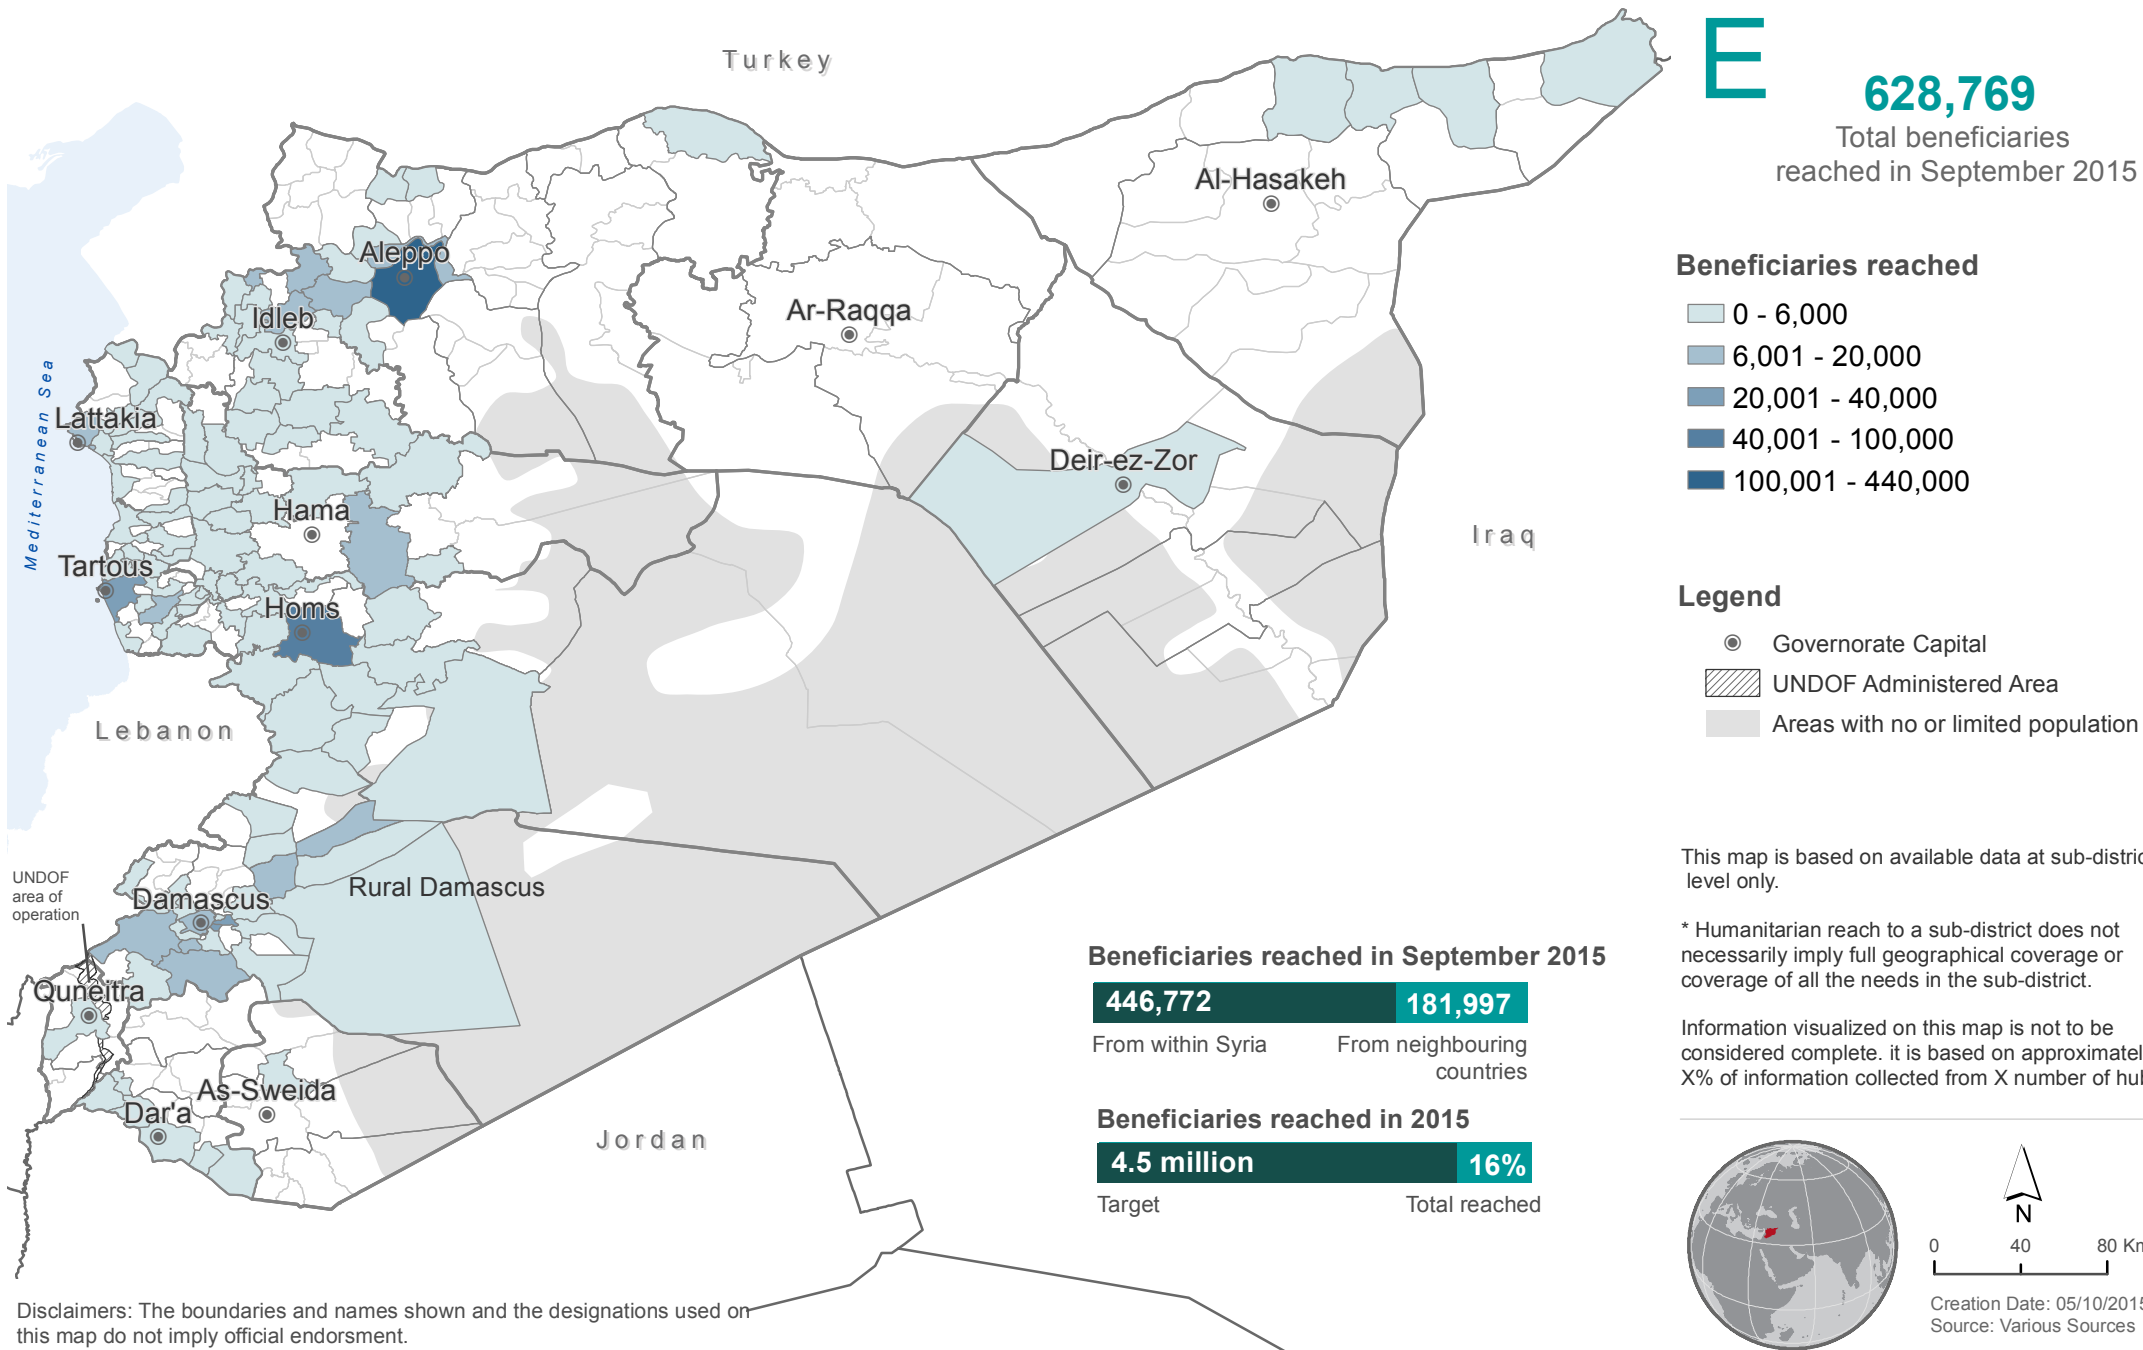 Turkey
E
628,769
Total beneficiaries
reached in September 2015
Al-Hasakeh
Aleppo
Beneficiaries reached
0 - 6,000
6,001 - 20,000
20,001 - 40,000
40,001 - 100,000
100,001 - 440,000
Idleb
Ar-Raqqa
Mediterranean Sea
Lattakia
Deir-ez-Zor
Hama
Iraq
Tartous
Homs
Legend
Governorate Capital
UNDOF Administered Area
Areas with no or limited population
Lebanon
UNDOF
area of
operation
Damascus
Rural Damascus
Quneitra
As-Sweida
Dar'a
Jordan
This map is based on available data at sub-distric
level only.
* Humanitarian reach to a sub-district does not
necessarily imply full geographical coverage or
coverage of all the needs in the sub-district.
Information visualized on this map is not to be
considered complete. it is based on approximatel
X% of information collected from X number of hu
Beneficiaries reached in September 2015
446,772
181,997
From within Syria
From neighbouring
countries
Beneficiaries reached in 2015
4.5 million
16%
Target
Total reached
N
0 40 80 Km
Creation Date: 05/10/2015
Source: Various Sources
Disclaimers: The boundaries and names shown and the designations used on
this map do not imply official endorsment.